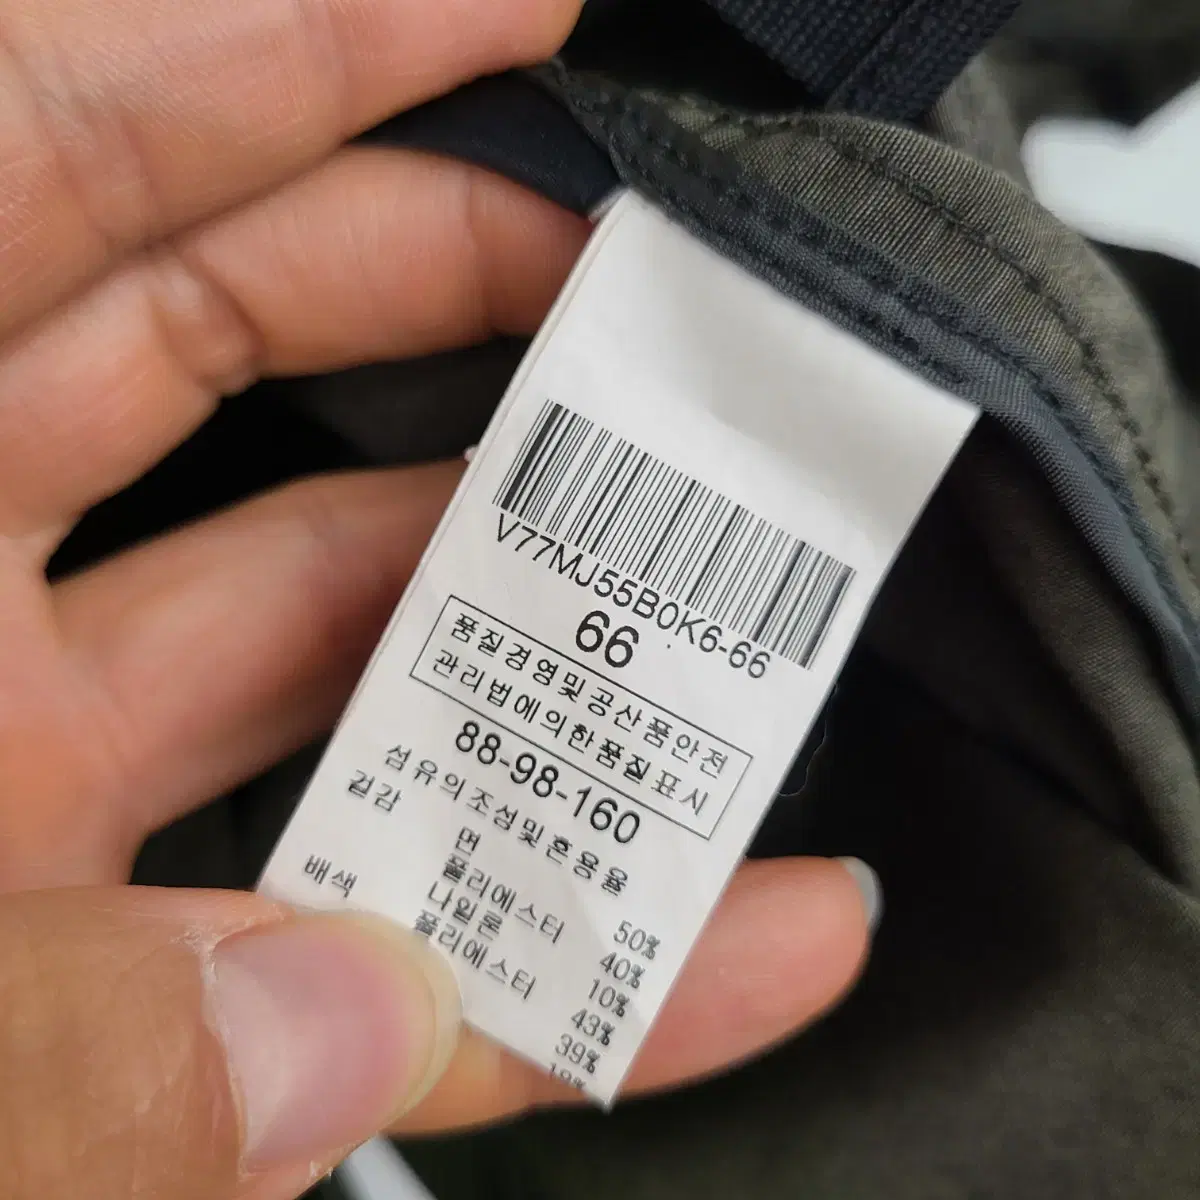 V77MJ55B0K6-66
66
품질경영및공산품안전
관리법에의한품질표시
88-98-160
섬유의조성및혼용율
겉감
면 50%
폴리에스터 40%
나일론 10%
배색
폴리에스터 43%
39%
18%